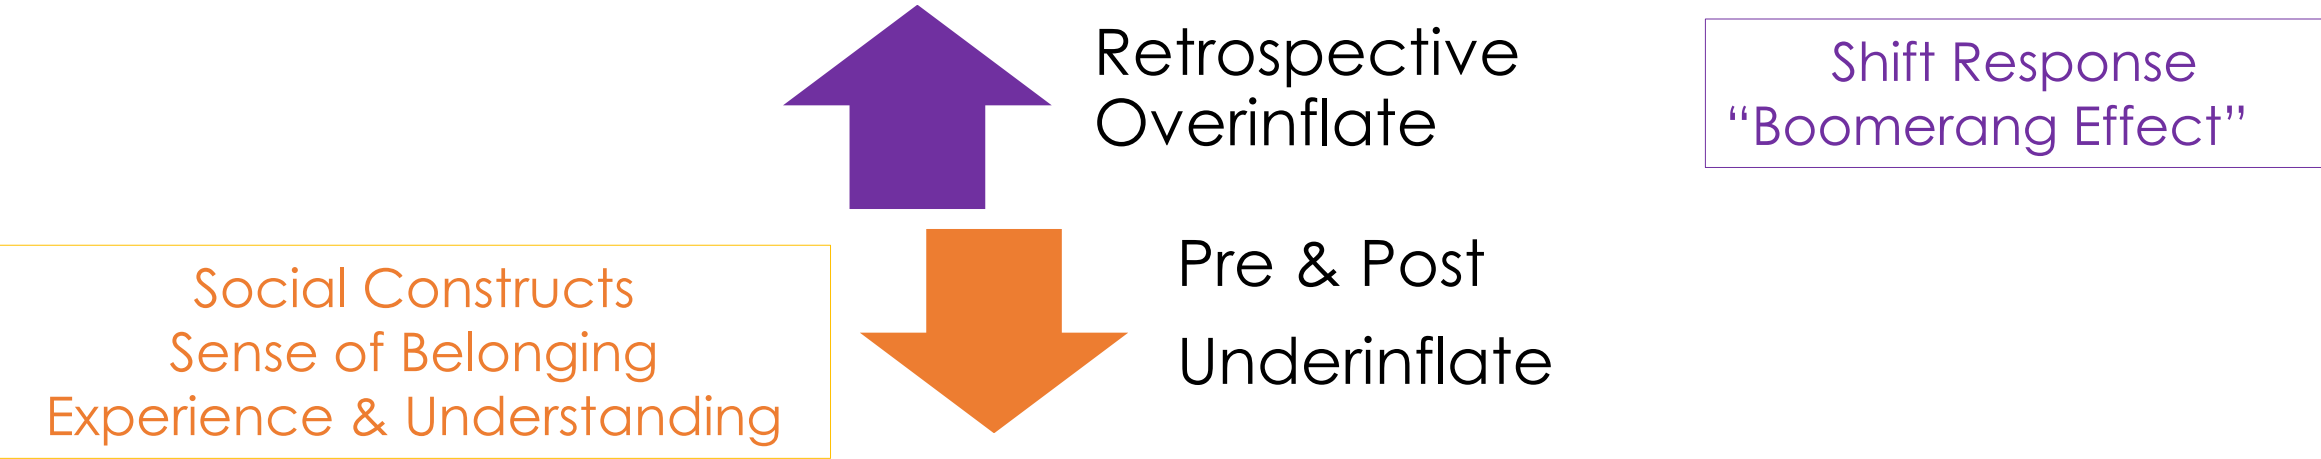 Retrospective
Overinflate
Shift Response
“Boomerang Effect”
Pre & Post
Underinflate
Social Constructs
Sense of Belonging
Experience & Understanding